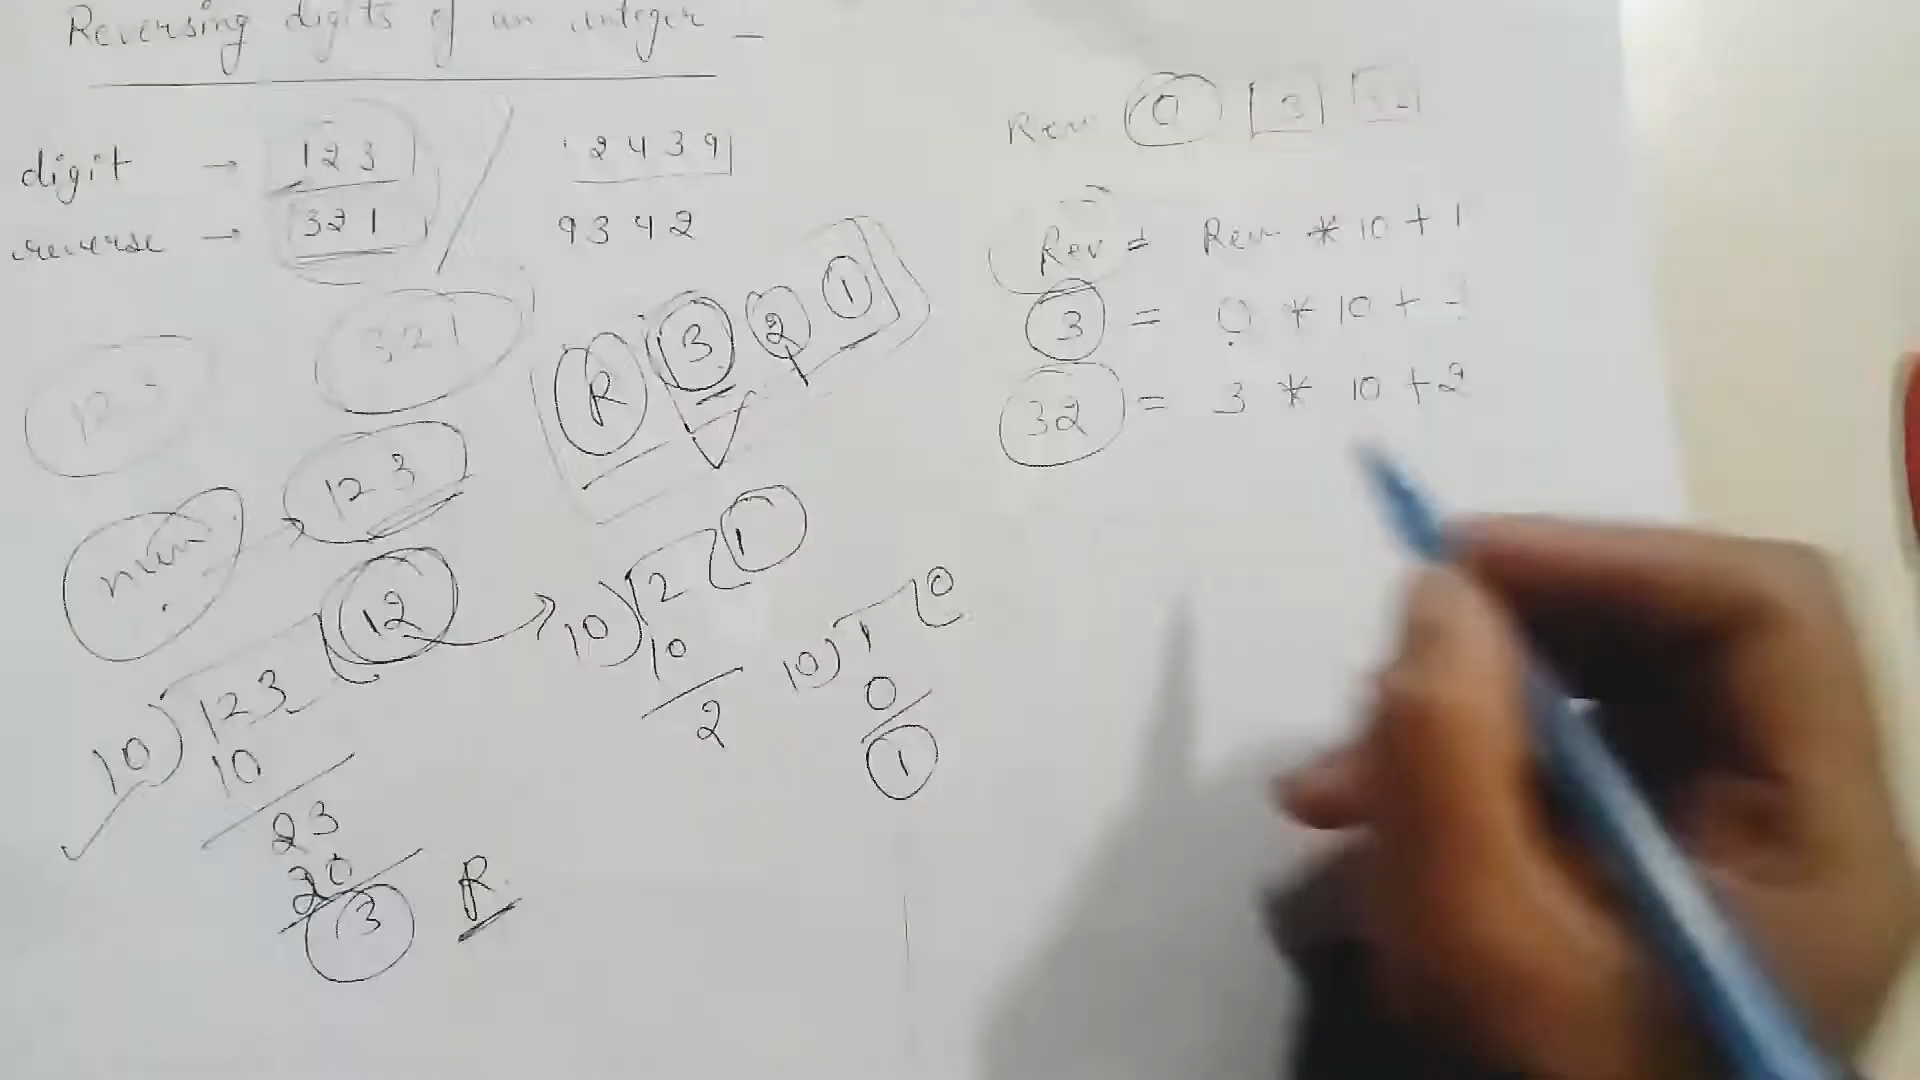 Reversing digits of an integer -
digit → 123
reverse → 321
2439
9342
123
321
R 3 2 1
num → 123
10) 123 (12
10
23
20
3 R
10) 12 (1
10
2
10) 1 (0
0
1
Rev 0 3 32
Rev = Rev * 10 +
3 = 0 * 10 +
32 = 3 * 10 + 2